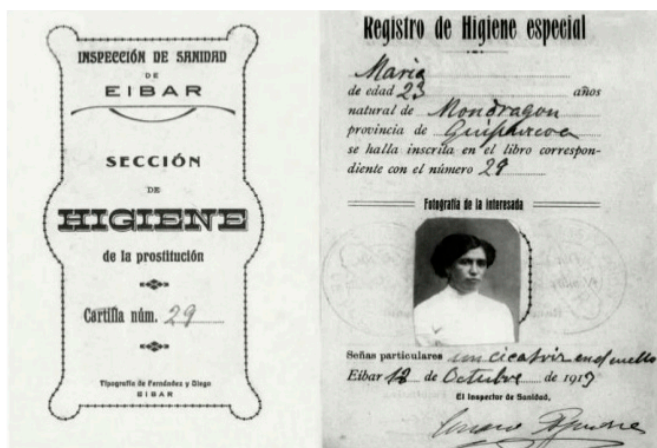 INSPECCIÓN DE SANIDAD
DE
EIBAR
SECCIÓN
DE
HIGIENE
de la prostitución
Cartilla núm. 29
Tipografía de Fernández y Diego
EIBAR
Registro de Higiene especial
Maria
de edad 23 años
natural de Mondragon
provincia de Guipuzcoa
se halla inscrita en el libro correspon-
diente con el número 29
Fotografía de la interesada
Señas particulares un cicatriz en el cuello
Eibar 12 de Octubre de 1917
El Inspector de Sanidad,